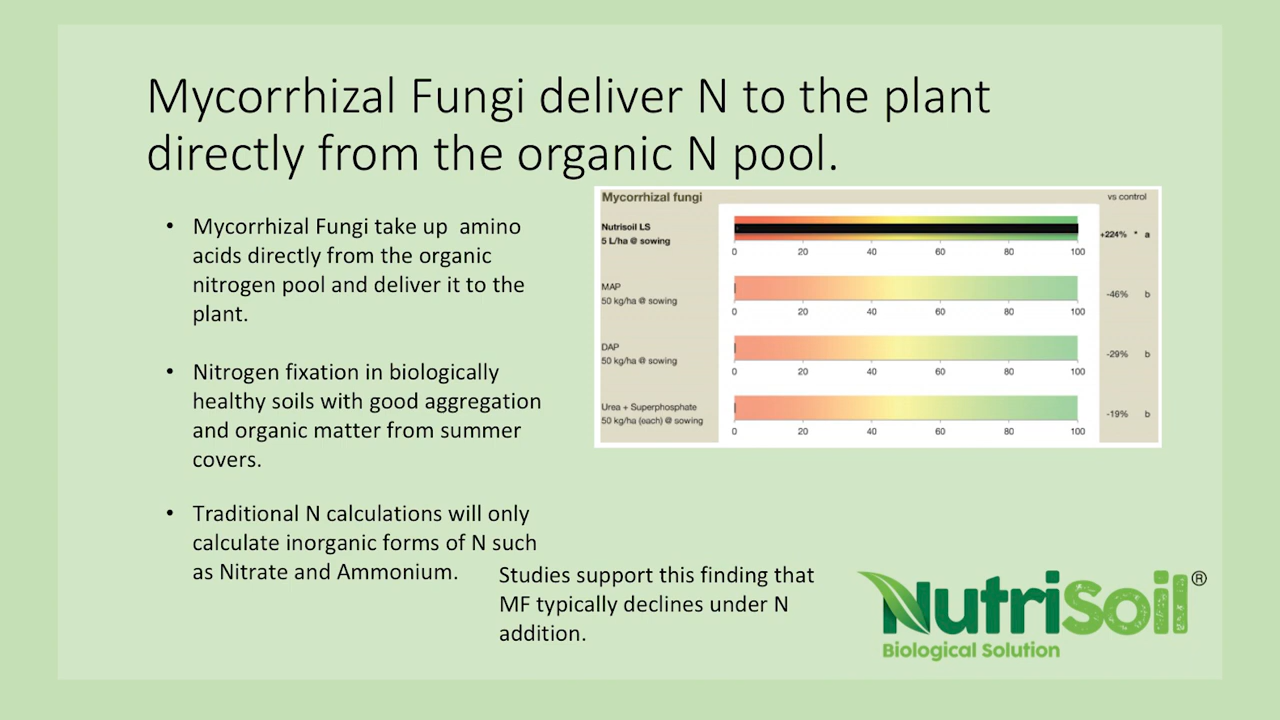 Mycorrhizal Fungi deliver N to the plant
directly from the organic N pool.
• Mycorrhizal Fungi take up amino
acids directly from the organic
nitrogen pool and deliver it to the
plant.
• Nitrogen fixation in biologically
healthy soils with good aggregation
and organic matter from summer
covers.
• Traditional N calculations will only
calculate inorganic forms of N such
as Nitrate and Ammonium.
Mycorrhizal fungi
vs control
Nutrisoil LS
5 L/ha @ sowing
+224% * a
0 20 40 60 80 100
MAP
50 kg/ha @ sowing
-46% b
0 20 40 60 80 100
DAP
50 kg/ha @ sowing
-29% b
0 20 40 60 80 100
Urea + Superphosphate
50 kg/ha (each) @ sowing
-19% b
0 20 40 60 80 100
Studies support this finding that
MF typically declines under N
addition.
NutriSoil®
Biological Solution